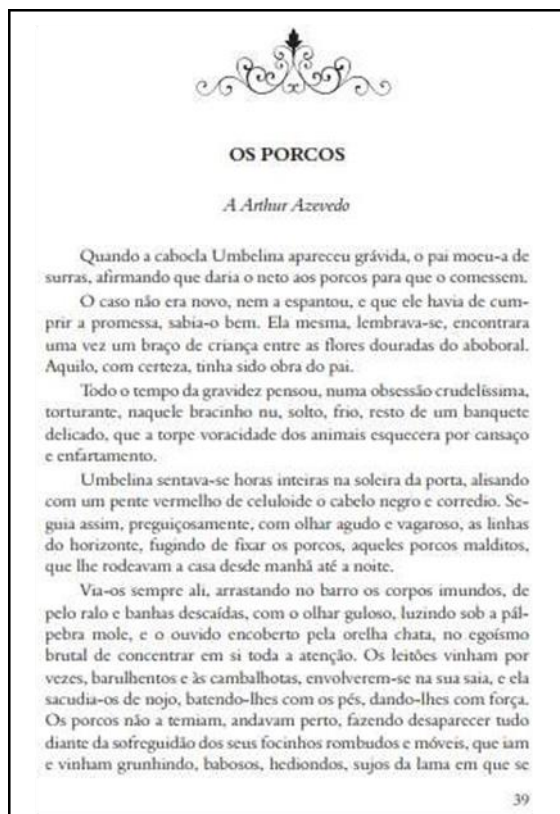 OS PORCOS
A Arthur Azevedo
Quando a cabocla Umbelina apareceu grávida, o pai moeu-a de
surras, afirmando que daria o neto aos porcos para que o comessem.
O caso não era novo, nem a espantou, e que ele havia de cum-
prir a promessa, sabia-o bem. Ela mesma, lembrava-se, encontrara
uma vez um braço de criança entre as flores douradas do aboboral.
Aquilo, com certeza, tinha sido obra do pai.
Todo o tempo da gravidez pensou, numa obsessão crudelíssima,
torturante, naquele bracinho nu, solto, frio, resto de um banquete
delicado, que a torpe voracidade dos animais esquecera por cansaço
e enfartamento.
Umbelina sentava-se horas inteiras na soleira da porta, alisando
com um pente vermelho de celuloide o cabelo negro e corredio. Se-
guia assim, preguiçosamente, com olhar agudo e vagaroso, as linhas
do horizonte, fugindo de fixar os porcos, aqueles porcos malditos,
que lhe rodeavam a casa desde manhã até a noite.
Via-os sempre ali, arrastando no barro os corpos imundos, de
pelo ralo e banhas descaídas, com o olhar guloso, luzindo sob a pál-
pebra mole, e o ouvido encoberto pela orelha chata, no egoísmo
brutal de concentrar em si toda a atenção. Os leitões vinham por
vezes, barulhentos e às cambalhotas, envolverem-se na sua saia, e ela
sacudia-os de nojo, batendo-lhes com os pés, dando-lhes com força.
Os porcos não a temiam, andavam perto, fazendo desaparecer tudo
diante da sofreguidão dos seus focinhos rombudos e móveis, que iam
e vinham grunhindo, babosos, hediondos, sujos da lama em que se
39